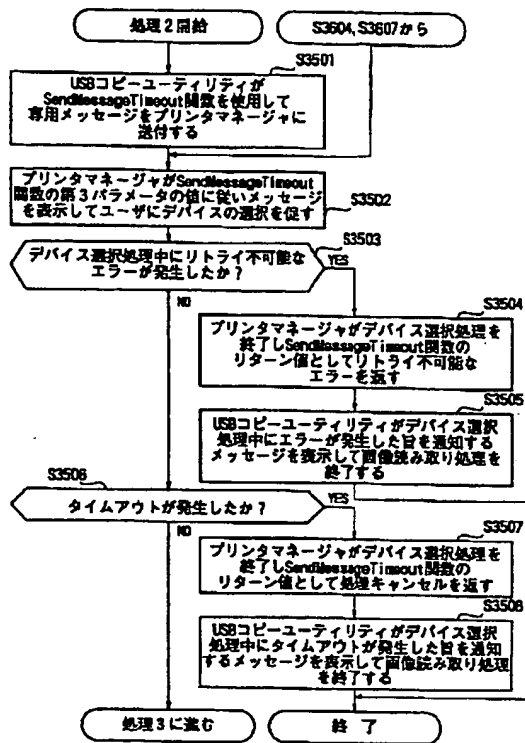 処理2開始
S3604, S3607から
S3501
USBコピーユーティリティが
SendMessageTimeout関数を使用して
専用メッセージをプリンタマネージャに
送付する
プリンタマネージャがSendMessageTimeout
関数の第3パラメータの値に従いメッセージ
を表示してユーザにデバイスの選択を促す
S3502
S3503
デバイス選択処理中にリトライ不可能な
エラーが発生したか?
YES
NO
S3504
プリンタマネージャがデバイス選択処理を
終了しSendMessageTimeout関数の
リターン値としてリトライ不可能な
エラーを返す
S3505
USBコピーユーティリティがデバイス選択
処理中にエラーが発生した旨を通知する
メッセージを表示して画像読み取り処理を
終了する
S3506
タイムアウトが発生したか?
YES
NO
S3507
プリンタマネージャがデバイス選択処理を
終了しSendMessageTimeout関数の
リターン値として処理キャンセルを返す
S3508
USBコピーユーティリティがデバイス選択
処理中にタイムアウトが発生した旨を通知
するメッセージを表示して画像読み取り処理
を終了する
処理3に進む
終了